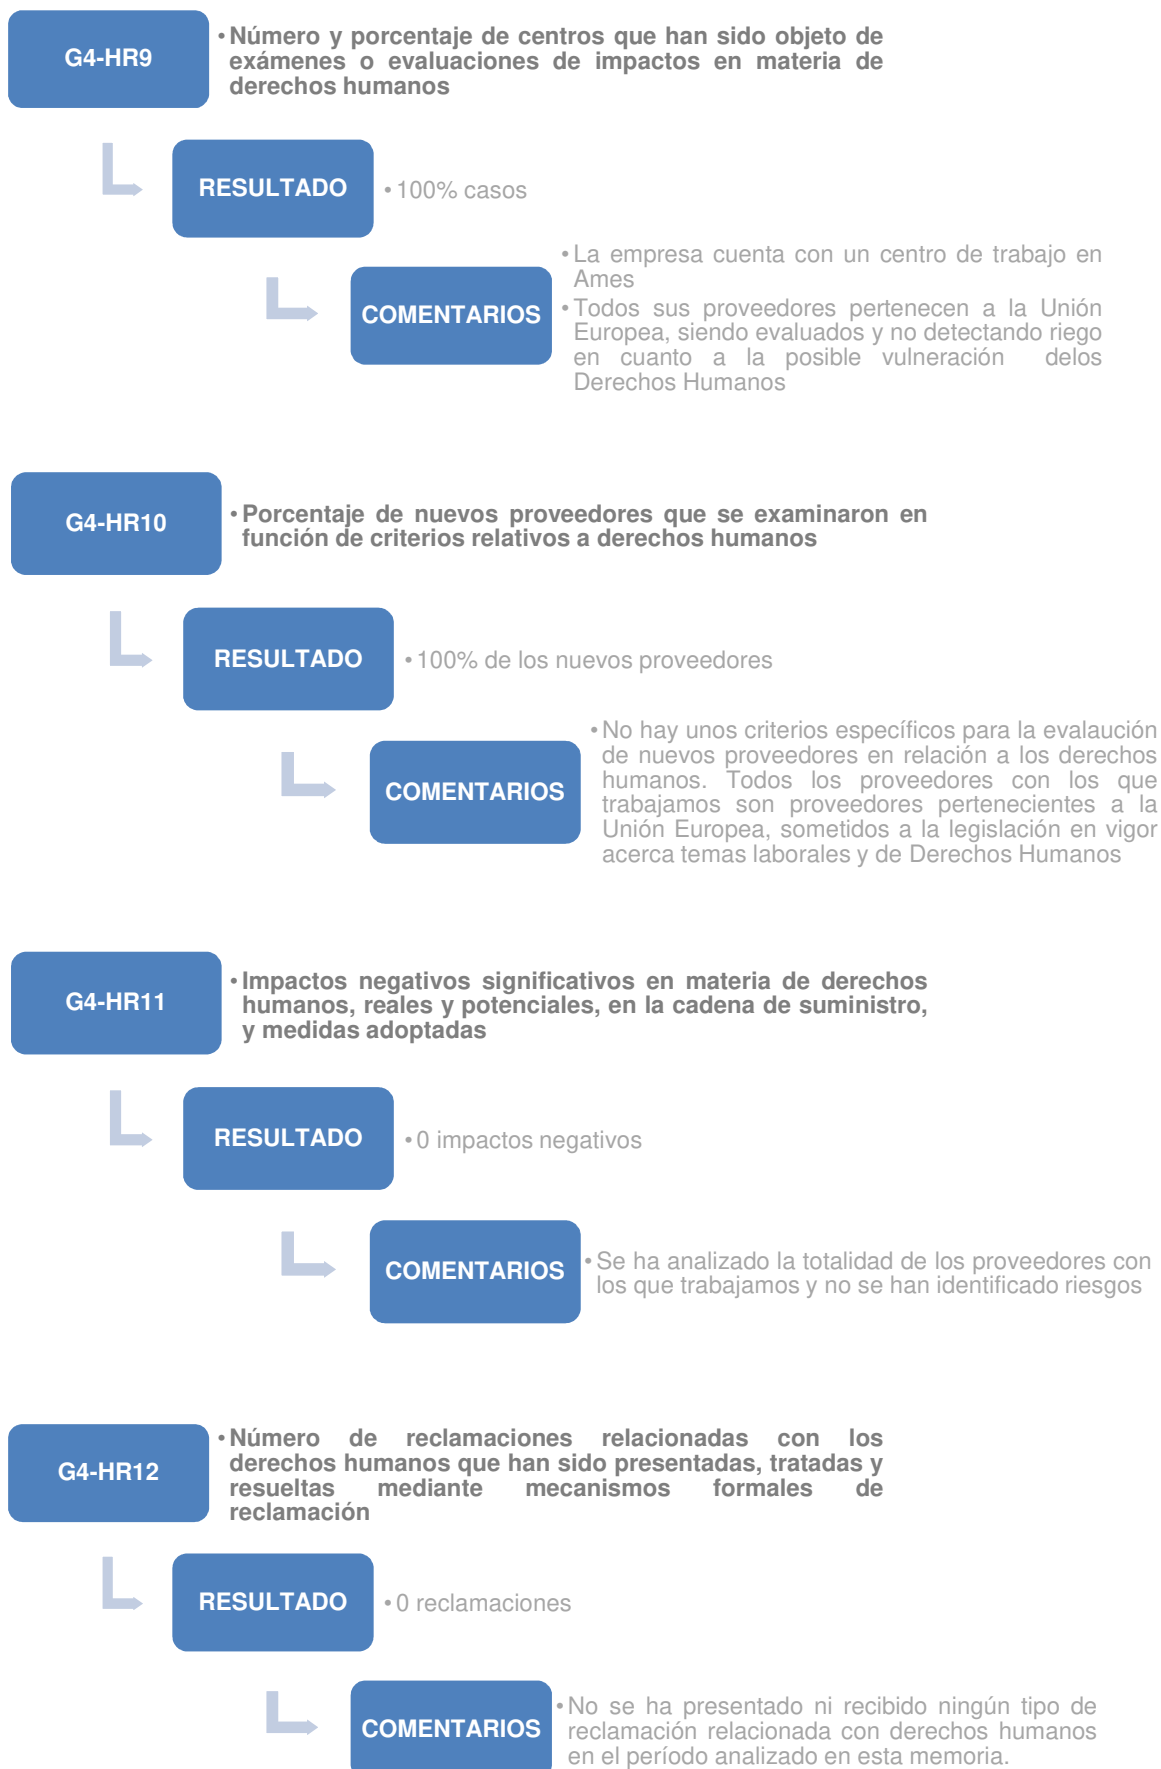 G4-HR9
• Número y porcentaje de centros que han sido objeto de
exámenes o evaluaciones de impactos en materia de
derechos humanos
RESULTADO
• 100% casos
COMENTARIOS
• La empresa cuenta con un centro de trabajo en
Ames
• Todos sus proveedores pertenecen a la Unión
Europea, siendo evaluados y no detectando riego
en cuanto a la posible vulneración delos
Derechos Humanos
G4-HR10
• Porcentaje de nuevos proveedores que se examinaron en
función de criterios relativos a derechos humanos
RESULTADO
• 100% de los nuevos proveedores
COMENTARIOS
• No hay unos criterios específicos para la evalaución
de nuevos proveedores en relación a los derechos
humanos. Todos los proveedores con los que
trabajamos son proveedores pertenecientes a la
Unión Europea, sometidos a la legislación en vigor
acerca temas laborales y de Derechos Humanos
G4-HR11
• Impactos negativos significativos en materia de derechos
humanos, reales y potenciales, en la cadena de suministro,
y medidas adoptadas
RESULTADO
• 0 impactos negativos
COMENTARIOS
• Se ha analizado la totalidad de los proveedores con
los que trabajamos y no se han identificado riesgos
G4-HR12
• Número de reclamaciones relacionadas con los
derechos humanos que han sido presentadas, tratadas y
resueltas mediante mecanismos formales de
reclamación
RESULTADO
• 0 reclamaciones
COMENTARIOS
• No se ha presentado ni recibido ningún tipo de
reclamación relacionada con derechos humanos
en el período analizado en esta memoria.